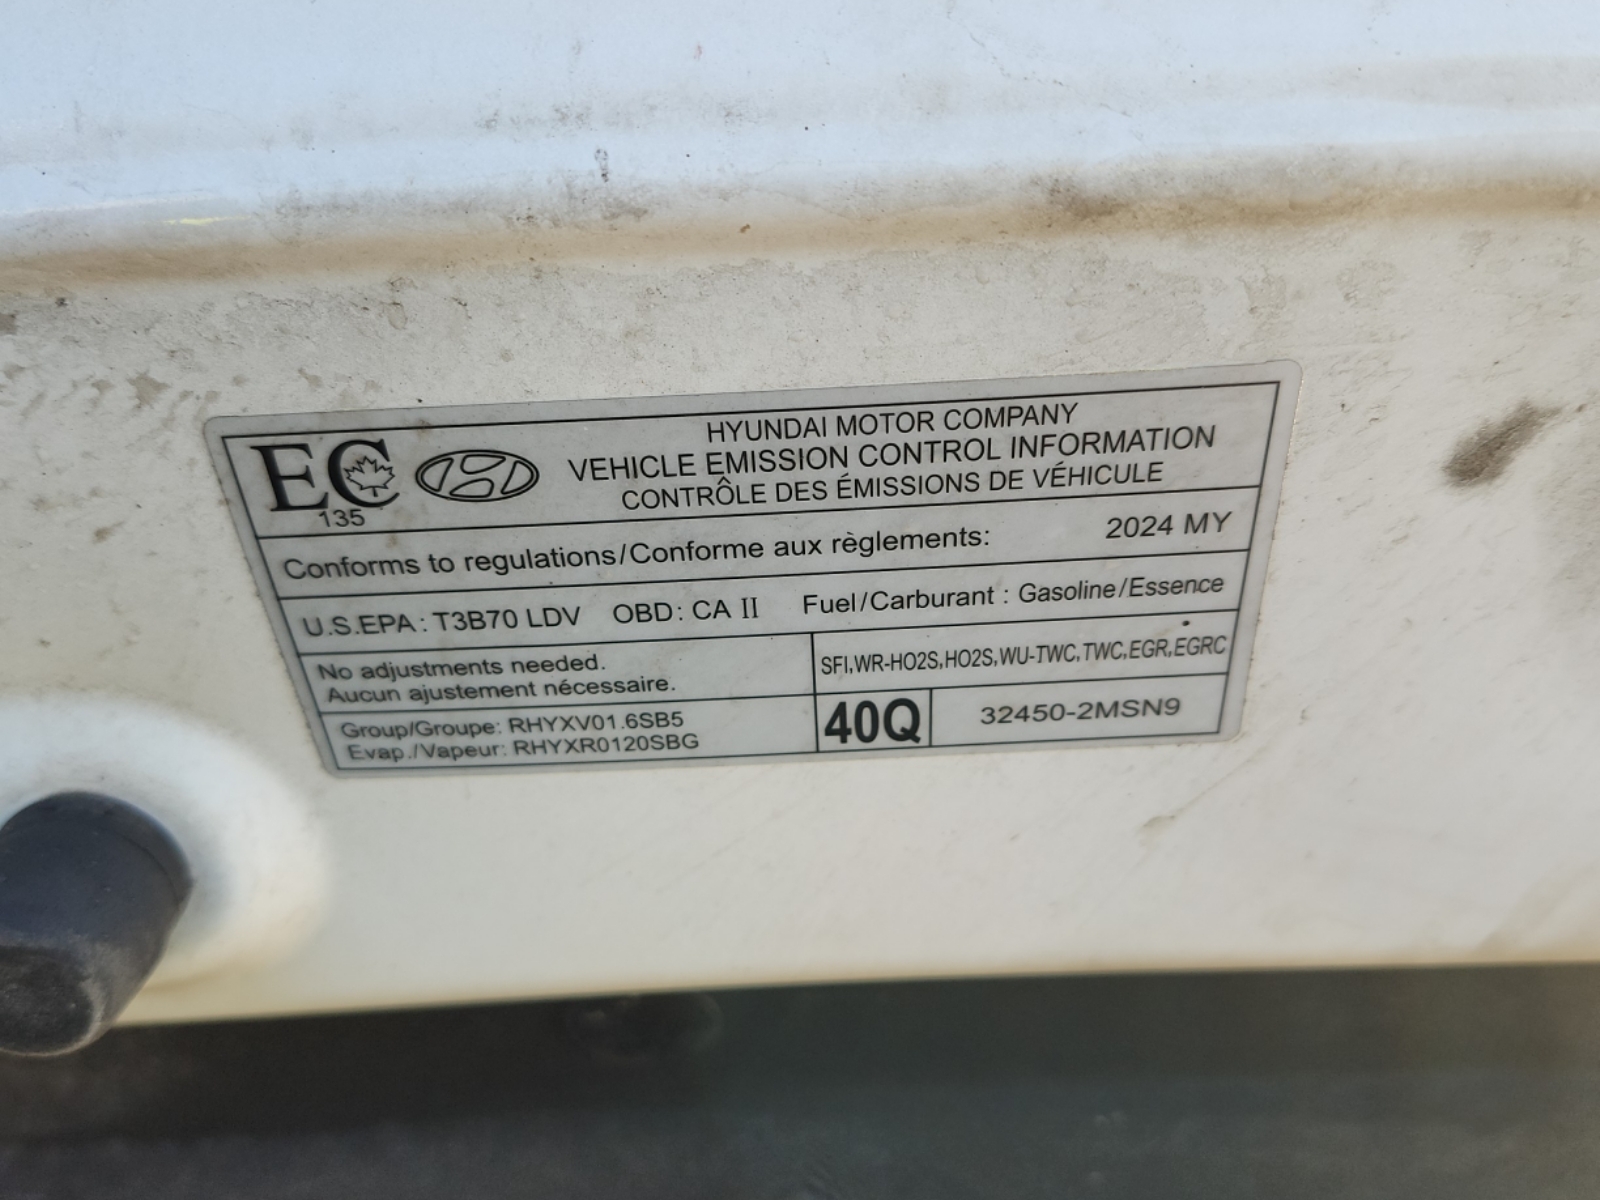 EC
135
HYUNDAI MOTOR COMPANY
VEHICLE EMISSION CONTROL INFORMATION
CONTRÔLE DES ÉMISSIONS DE VÉHICULE
Conforms to regulations/Conforme aux règlements: 2024 MY
U.S.EPA: T3B70 LDV OBD: CA II Fuel/Carburant : Gasoline/Essence
No adjustments needed.
Aucun ajustement nécessaire.
SFI,WR-HO2S,HO2S,WU-TWC,TWC,EGR,EGRC
Group/Groupe: RHYXV01.6SB5
Evap./Vapeur: RHYXR0120SBG
40Q
32450-2MSN9